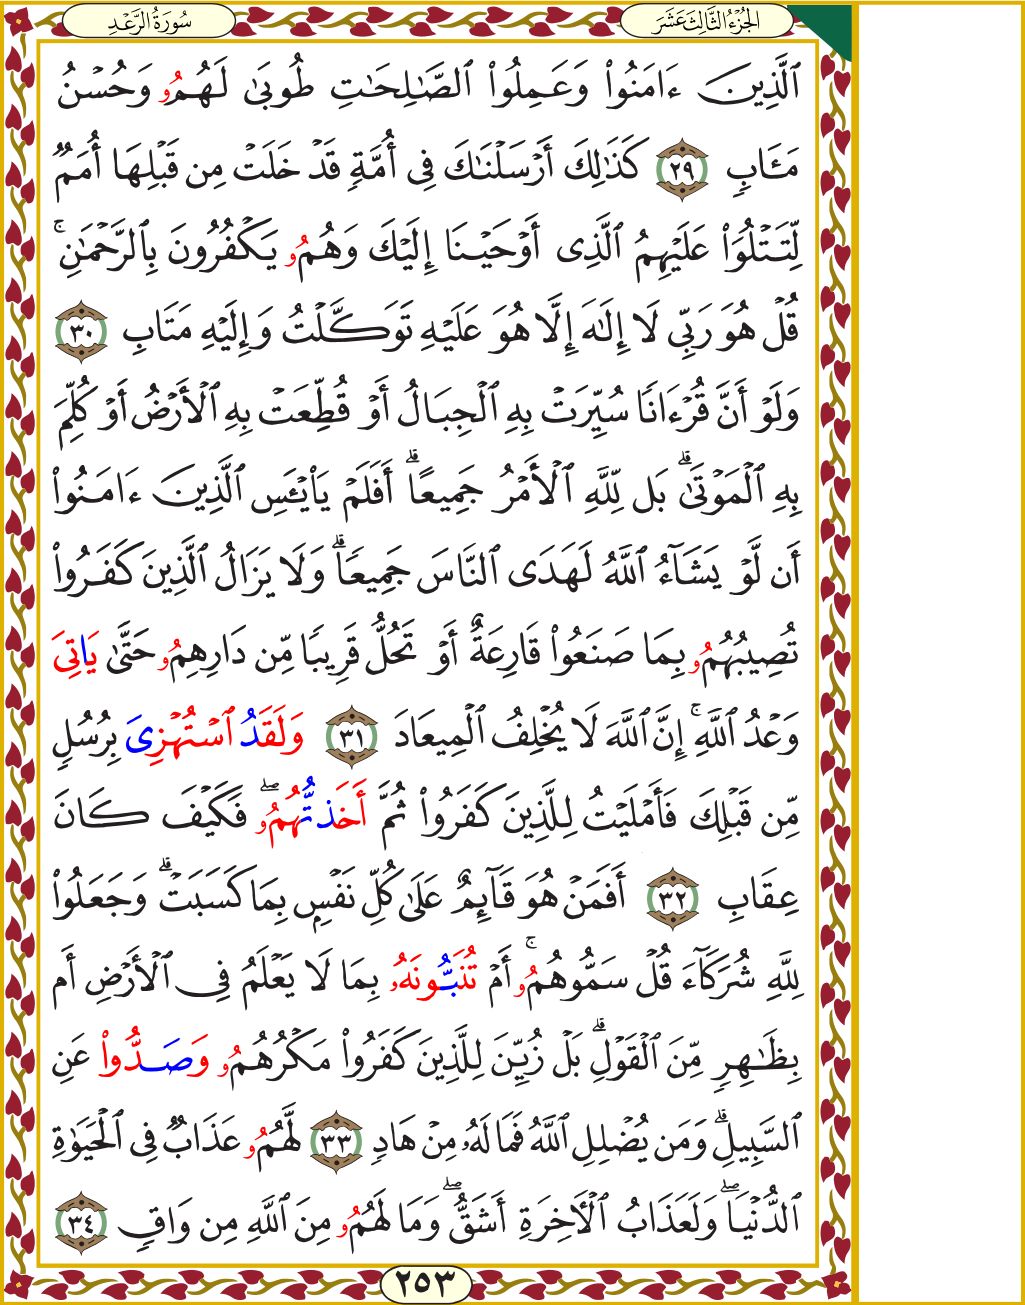 الجُزْءُ الثَّالِثَ عَشَرَ
سُورَةُ الرَّعْدِ
ٱلَّذِينَ ءَامَنُوا۟ وَعَمِلُوا۟ ٱلصَّـٰلِحَـٰتِ طُوبَىٰ لَهُمُۥ وَحُسْنُ
مَـَٔابٍ ٢٩ كَذَٰلِكَ أَرْسَلْنَـٰكَ فِى أُمَّةٍ قَدْ خَلَتْ مِن قَبْلِهَا أُمَمٌ
لِّتَتْلُوَا۟ عَلَيْهِمُ ٱلَّذِى أَوْحَيْنَا إِلَيْكَ وَهُمُۥ يَكْفُرُونَ بِٱلرَّحْمَـٰنِ ۚ
قُلْ هُوَ رَبِّى لَا إِلَـٰهَ إِلَّا هُوَ عَلَيْهِ تَوَكَّلْتُ وَإِلَيْهِ مَتَابِ ٣٠
وَلَوْ أَنَّ قُرْءَانًا سُيِّرَتْ بِهِ ٱلْجِبَالُ أَوْ قُطِّعَتْ بِهِ ٱلْأَرْضُ أَوْ كُلِّمَ
بِهِ ٱلْمَوْتَىٰ ۗ بَل لِّلَّهِ ٱلْأَمْرُ جَمِيعًا ۗ أَفَلَمْ يَا۟يْـَٔسِ ٱلَّذِينَ ءَامَنُوا۟
أَن لَّوْ يَشَآءُ ٱللَّهُ لَهَدَى ٱلنَّاسَ جَمِيعًا ۗ وَلَا يَزَالُ ٱلَّذِينَ كَفَرُوا۟
تُصِيبُهُمُۥ بِمَا صَنَعُوا۟ قَارِعَةٌ أَوْ تَحُلُّ قَرِيبًا مِّن دَارِهِمُۥ حَتَّىٰ يَاتِىَ
وَعْدُ ٱللَّهِ ۚ إِنَّ ٱللَّهَ لَا يُخْلِفُ ٱلْمِيعَادَ ٣١ وَلَقَدُ ٱسْتُهْزِىَ بِرُسُلٍ
مِّن قَبْلِكَ فَأَمْلَيْتُ لِلَّذِينَ كَفَرُوا۟ ثُمَّ أَخَذتُّهُمُۥ ۖ فَكَيْفَ كَانَ
عِقَابِ ٣٢ أَفَمَنْ هُوَ قَآئِمٌ عَلَىٰ كُلِّ نَفْسٍ بِمَا كَسَبَتْ ۗ وَجَعَلُوا۟
لِلَّهِ شُرَكَآءَ قُلْ سَمُّوهُمُۥ ۚ أَمْ تُنَبُّونَهُۥ بِمَا لَا يَعْلَمُ فِى ٱلْأَرْضِ أَم
بِظَـٰهِرٍ مِّنَ ٱلْقَوْلِ ۗ بَلْ زُيِّنَ لِلَّذِينَ كَفَرُوا۟ مَكْرُهُمُۥ وَصَدُّوا۟ عَنِ
ٱلسَّبِيلِ ۗ وَمَن يُضْلِلِ ٱللَّهُ فَمَا لَهُۥ مِنْ هَادٍ ٣٣ لَّهُمُۥ عَذَابٌ فِى ٱلْحَيَوٰةِ
ٱلدُّنْيَا ۖ وَلَعَذَابُ ٱلْأَخِرَةِ أَشَقُّ ۖ وَمَا لَهُمُۥ مِنَ ٱللَّهِ مِن وَاقٍ ٣٤
٢٥٣